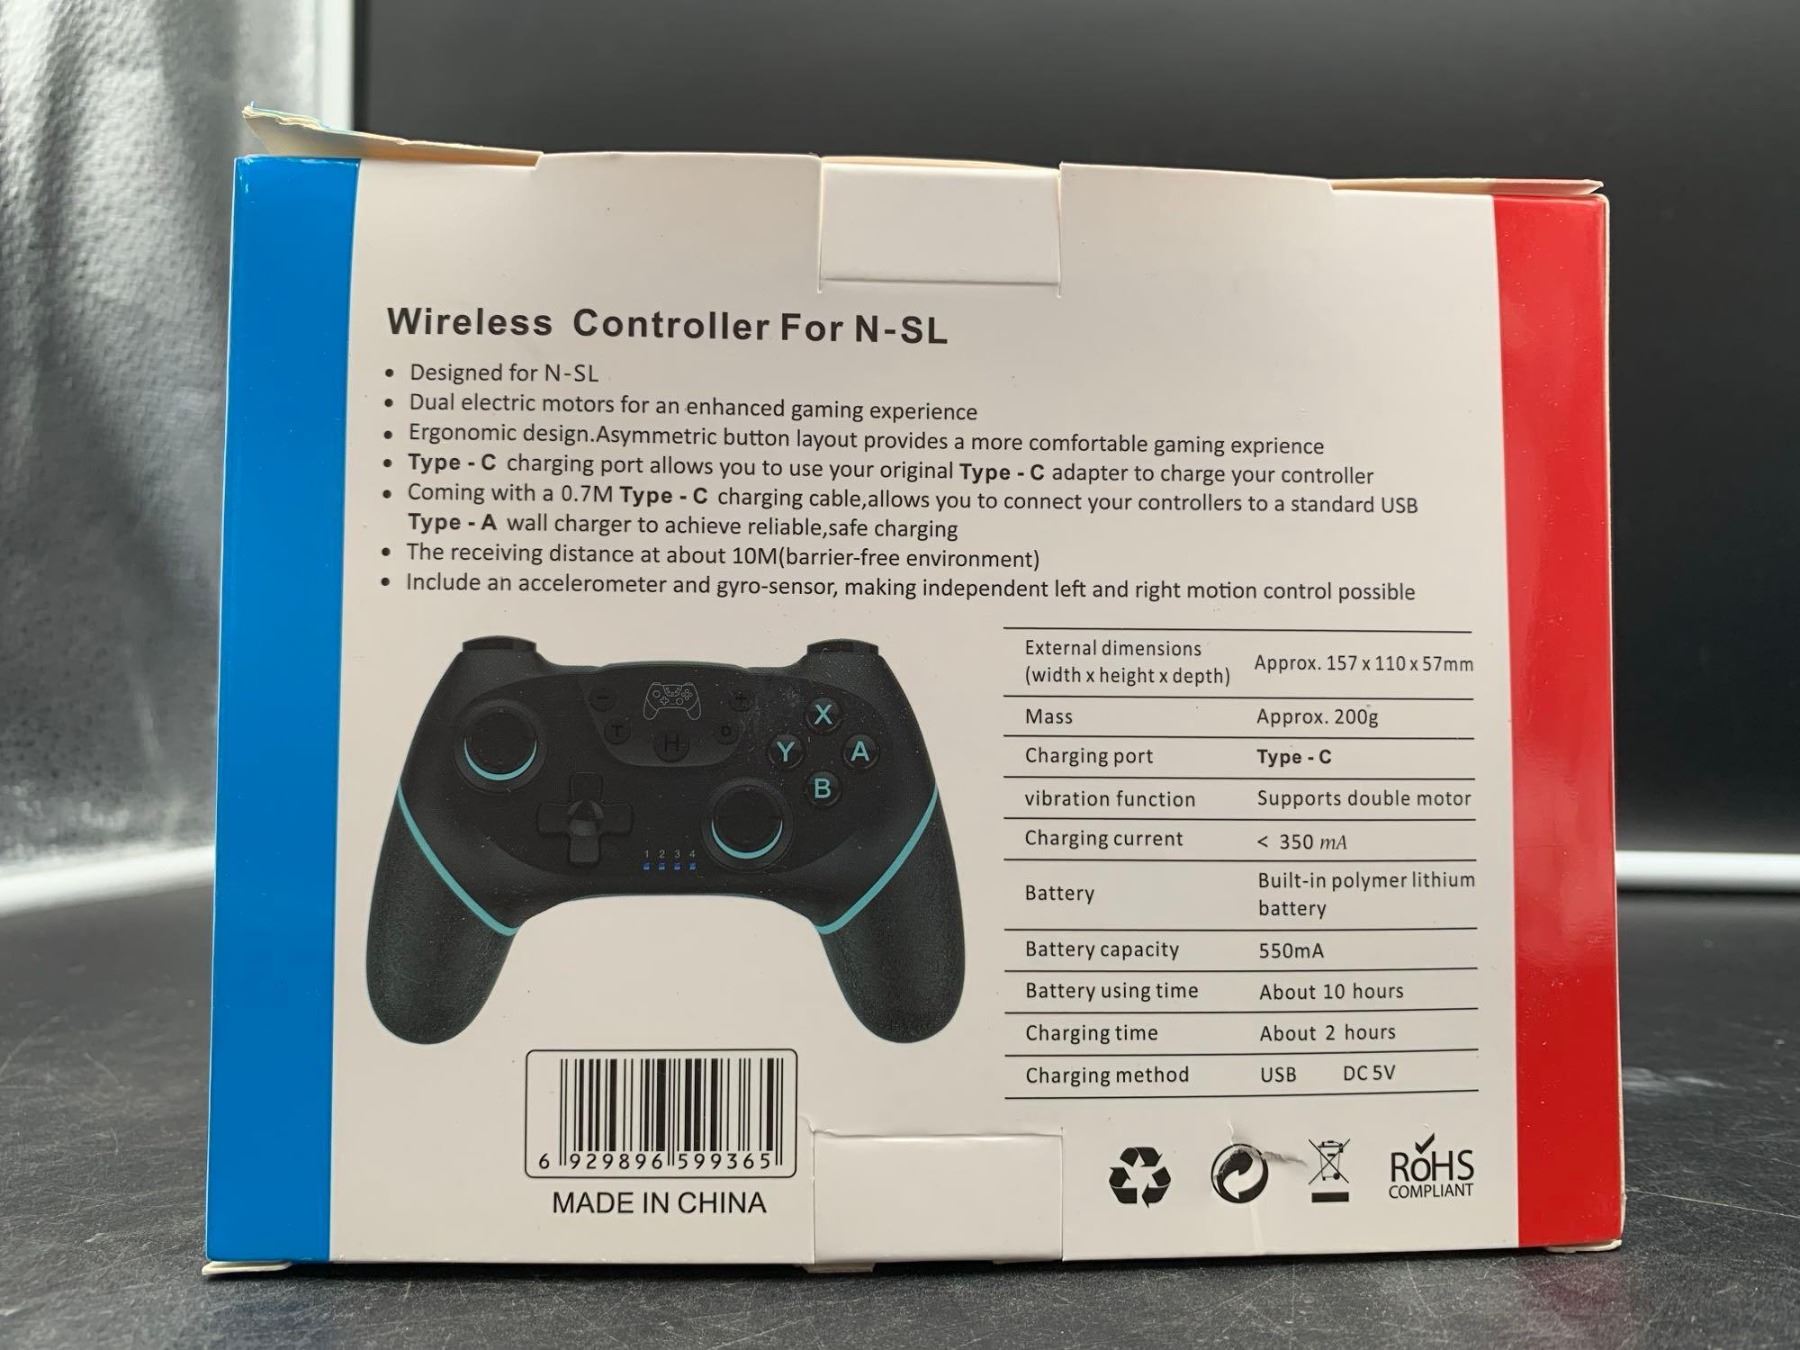 Wireless Controller For N-SL
• Designed for N-SL
• Dual electric motors for an enhanced gaming experience
• Ergonomic design.Asymmetric button layout provides a more comfortable gaming exprience
• Type - C charging port allows you to use your original Type - C adapter to charge your controller
• Coming with a 0.7M Type - C charging cable,allows you to connect your controllers to a standard USB
Type - A wall charger to achieve reliable,safe charging
• The receiving distance at about 10M(barrier-free environment)
• Include an accelerometer and gyro-sensor, making independent left and right motion control possible
T
H
X
Y
A
B
1 2 3 4
External dimensions
(width x height x depth) Approx. 157 x 110 x 57mm
Mass Approx. 200g
Charging port Type - C
vibration function Supports double motor
Charging current < 350 mA
Battery Built-in polymer lithium
battery
Battery capacity 550mA
Battery using time About 10 hours
Charging time About 2 hours
Charging method USB DC 5V
6 929896 599365
MADE IN CHINA
RoHS
COMPLIANT